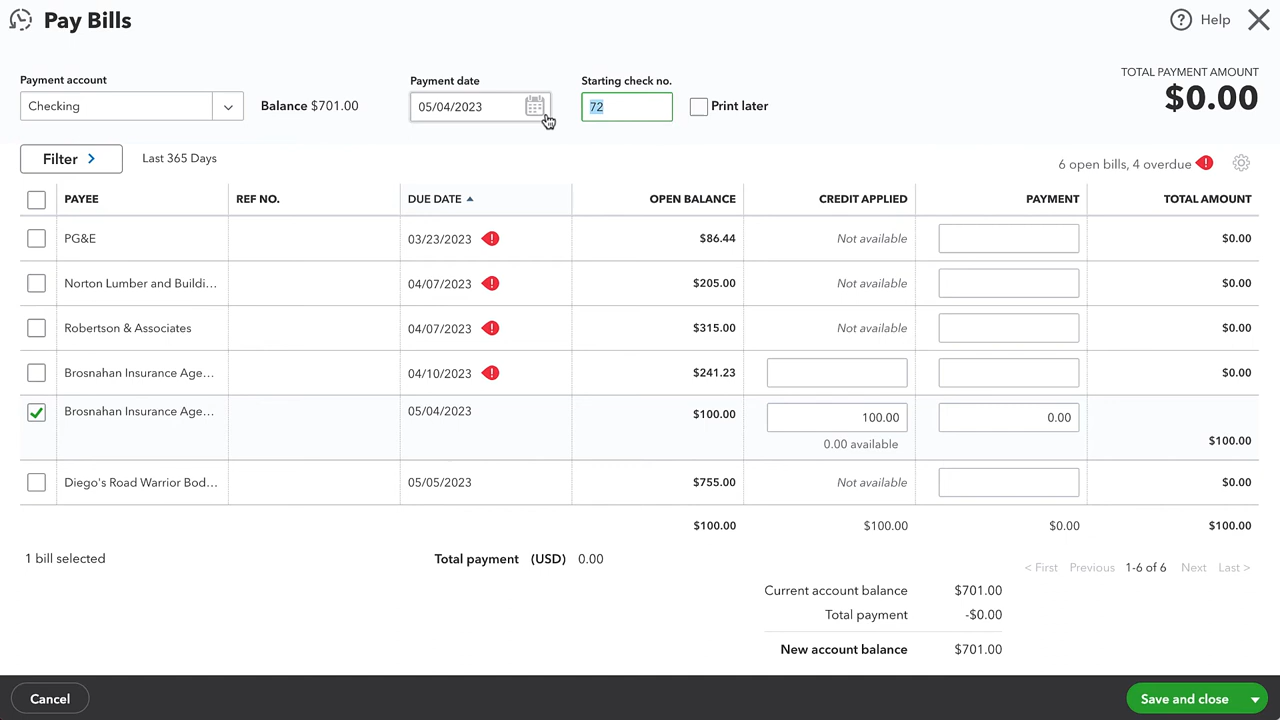 Pay Bills
Help
Payment account
Payment date
Starting check no.
TOTAL PAYMENT AMOUNT
Checking
Balance $701.00
05/04/2023
72
Print later
$0.00
Filter >
Last 365 Days
6 open bills, 4 overdue !
PAYEE REF NO. DUE DATE OPEN BALANCE CREDIT APPLIED PAYMENT TOTAL AMOUNT
PG&E 03/23/2023 ! $86.44 Not available $0.00
Norton Lumber and Buildi... 04/07/2023 ! $205.00 Not available $0.00
Robertson & Associates 04/07/2023 ! $315.00 Not available $0.00
Brosnahan Insurance Age... 04/10/2023 ! $241.23 $0.00
Brosnahan Insurance Age... 05/04/2023 $100.00 100.00 0.00
0.00 available $100.00
Diego's Road Warrior Bod... 05/05/2023 $755.00 Not available $0.00
$100.00 $100.00 $0.00 $100.00
1 bill selected
Total payment (USD) 0.00
< First Previous 1-6 of 6 Next Last >
Current account balance $701.00
Total payment -$0.00
New account balance $701.00
Cancel
Save and close